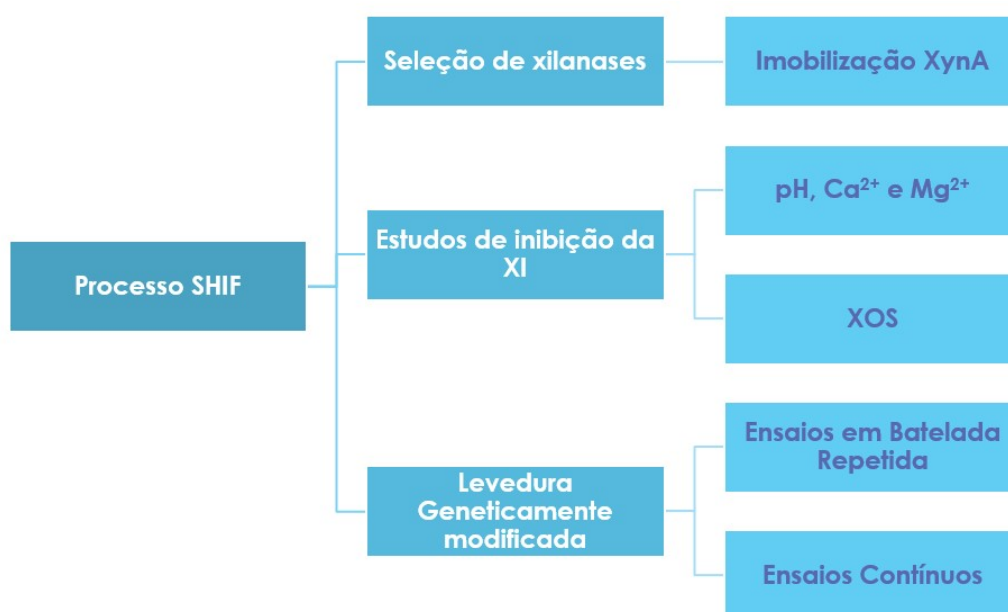 Processo SHIF
Seleção de xilanases
Imobilização XynA
Estudos de inibição da
XI
pH, Ca²⁺ e Mg²⁺
XOS
Levedura
Geneticamente
modificada
Ensaios em Batelada
Repetida
Ensaios Contínuos